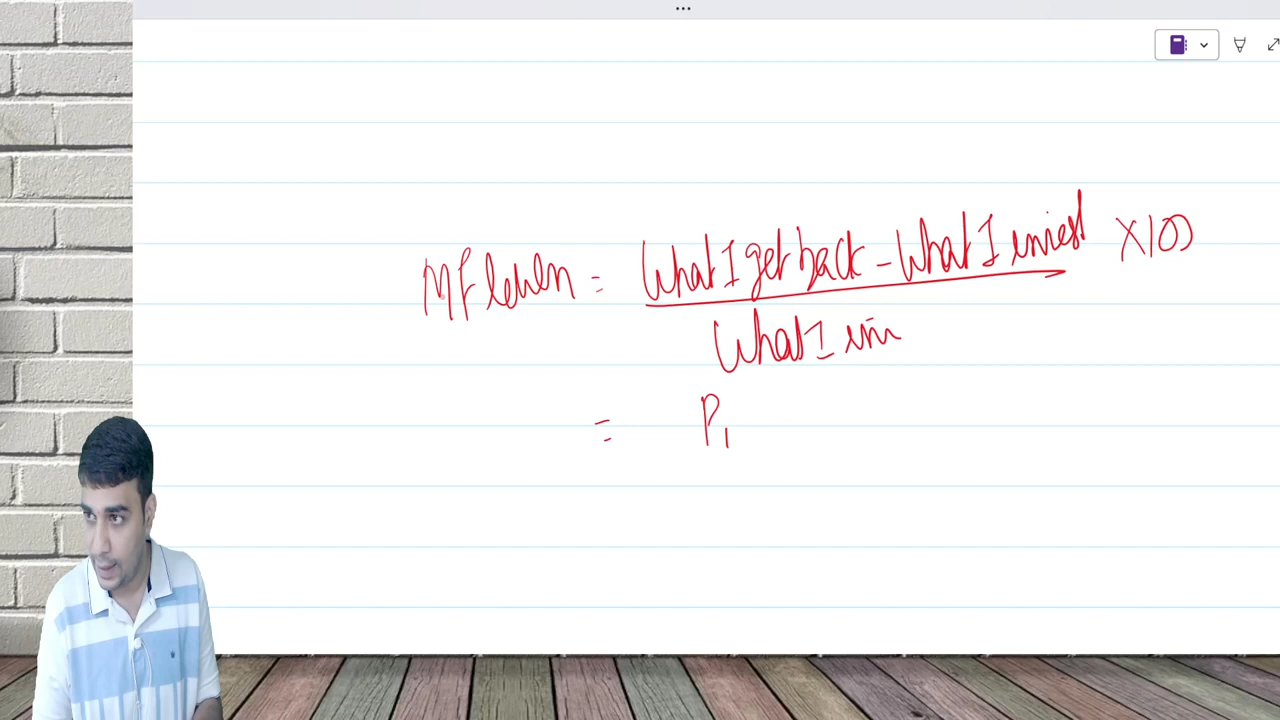 MF return = What I get back - What I invest X100
What I inv
= P1